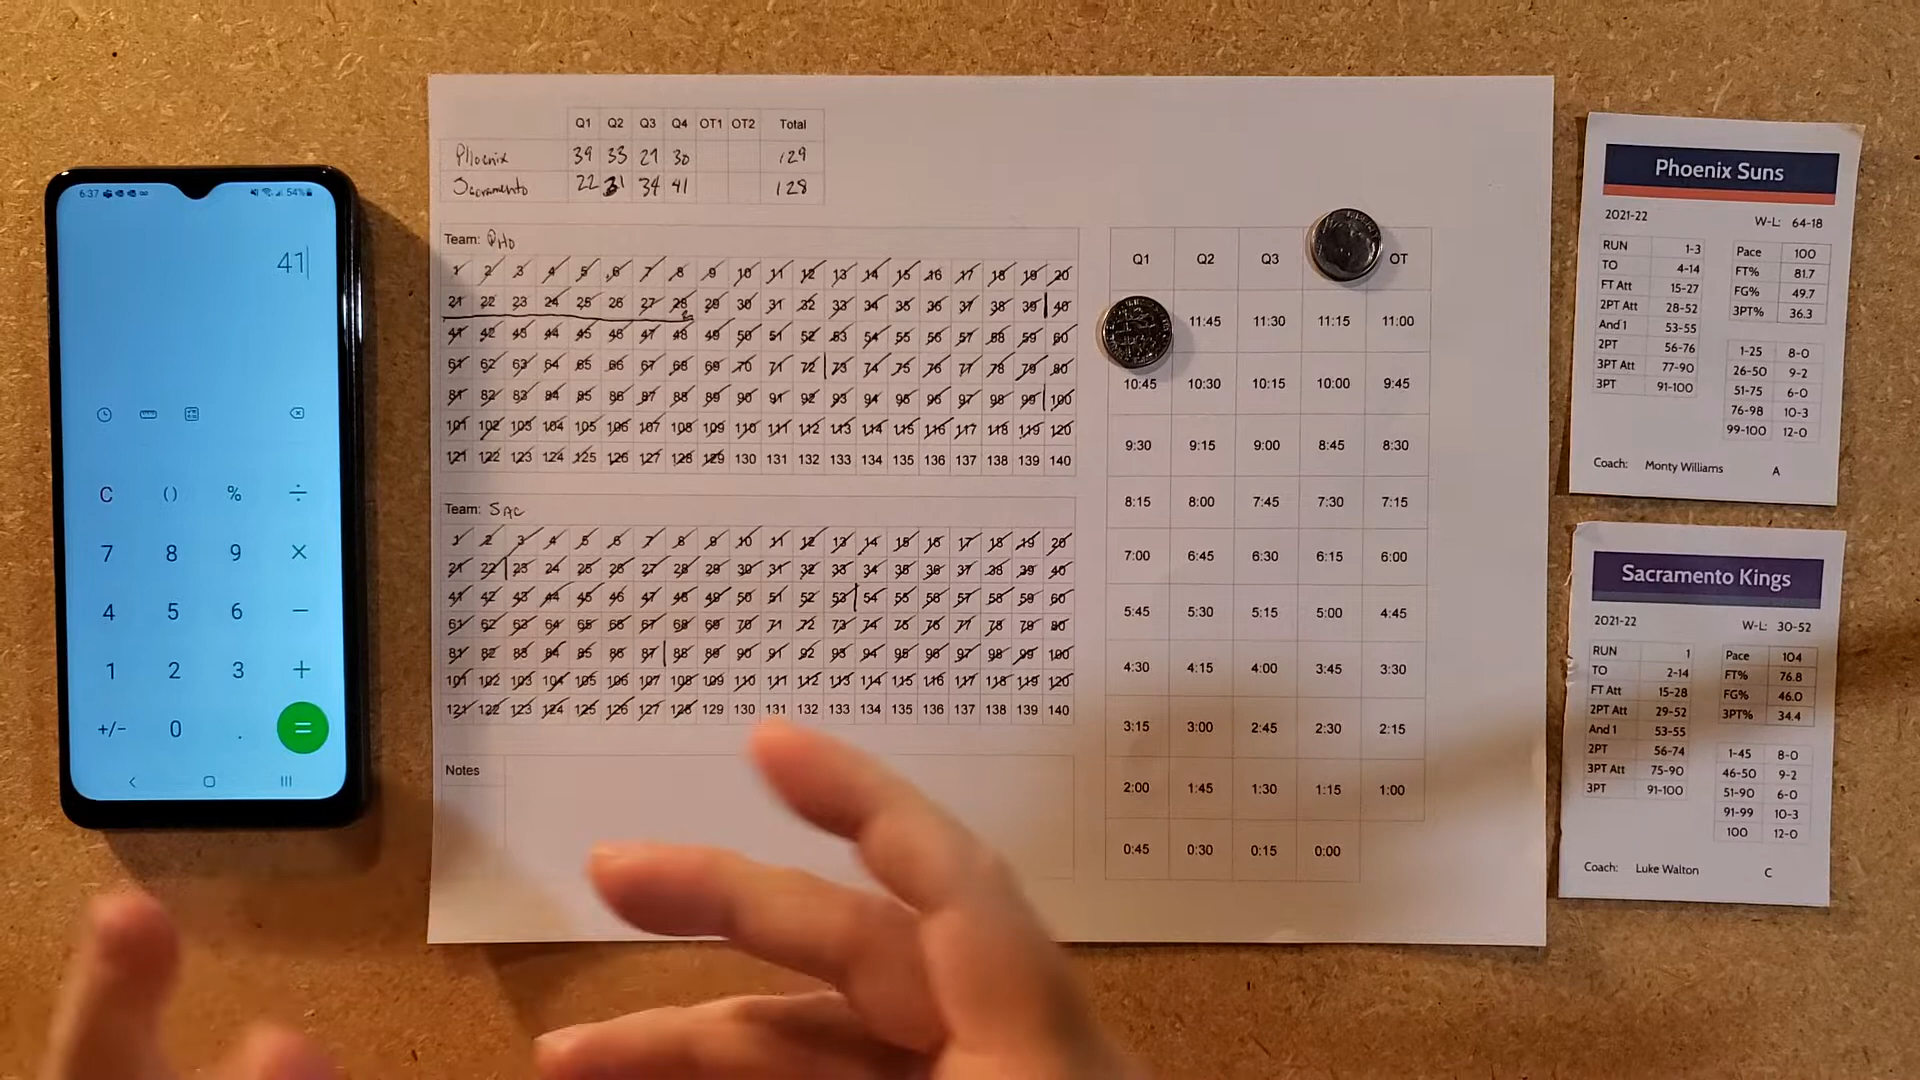 6:37
54%
41
C () % ÷
7 8 9 ×
4 5 6 −
1 2 3 +
+/− 0 . =
Q1 Q2 Q3 Q4 OT1 OT2 Total
Phoenix 39 33 27 30 129
Sacramento 22 31 34 41 128
Team: PHO
1 2 3 4 5 6 7 8 9 10 11 12 13 14 15 16 17 18 19 20
21 22 23 24 25 26 27 28 29 30 31 32 33 34 35 36 37 38 39 40
41 42 43 44 45 46 47 48 49 50 51 52 53 54 55 56 57 58 59 60
61 62 63 64 65 66 67 68 69 70 71 72 73 74 75 76 77 78 79 80
81 82 83 84 85 86 87 88 89 90 91 92 93 94 95 96 97 98 99 100
101 102 103 104 105 106 107 108 109 110 111 112 113 114 115 116 117 118 119 120
121 122 123 124 125 126 127 128 129 130 131 132 133 134 135 136 137 138 139 140
Team: SAC
1 2 3 4 5 6 7 8 9 10 11 12 13 14 15 16 17 18 19 20
21 22 23 24 25 26 27 28 29 30 31 32 33 34 35 36 37 38 39 40
41 42 43 44 45 46 47 48 49 50 51 52 53 54 55 56 57 58 59 60
61 62 63 64 65 66 67 68 69 70 71 72 73 74 75 76 77 78 79 80
81 82 83 84 85 86 87 88 89 90 91 92 93 94 95 96 97 98 99 100
101 102 103 104 105 106 107 108 109 110 111 112 113 114 115 116 117 118 119 120
121 122 123 124 125 126 127 128 129 130 131 132 133 134 135 136 137 138 139 140
Notes
Q1 Q2 Q3 OT
11:45 11:30 11:15 11:00
10:45 10:30 10:15 10:00 9:45
9:30 9:15 9:00 8:45 8:30
8:15 8:00 7:45 7:30 7:15
7:00 6:45 6:30 6:15 6:00
5:45 5:30 5:15 5:00 4:45
4:30 4:15 4:00 3:45 3:30
3:15 3:00 2:45 2:30 2:15
2:00 1:45 1:30 1:15 1:00
0:45 0:30 0:15 0:00
Phoenix Suns
2021-22 W-L: 64-18
RUN 1-3
TO 4-14
FT Att 15-27
2PT Att 28-52
And 1 53-55
2PT 56-76
3PT Att 77-90
3PT 91-100
Pace 100
FT% 81.7
FG% 49.7
3PT% 36.3
1-25 8-0
26-50 9-2
51-75 6-0
76-98 10-3
99-100 12-0
Coach: Monty Williams A
Sacramento Kings
2021-22 W-L: 30-52
RUN 1
TO 2-14
FT Att 15-28
2PT Att 29-52
And 1 53-55
2PT 56-74
3PT Att 75-90
3PT 91-100
Pace 104
FT% 76.8
FG% 46.0
3PT% 34.4
1-45 8-0
46-50 9-2
51-90 6-0
91-99 10-3
100 12-0
Coach: Luke Walton C